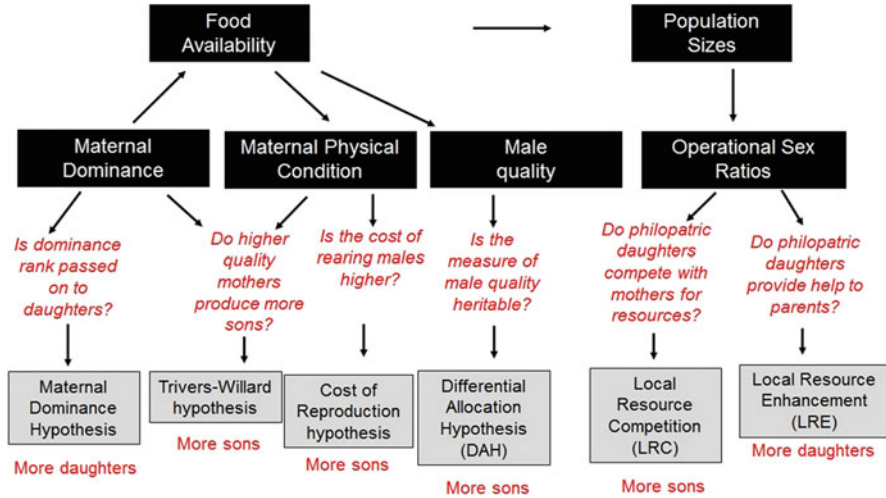 Food
Availability
Population
Sizes
Maternal
Dominance
Maternal Physical
Condition
Male
quality
Operational Sex
Ratios
Is dominance
rank passed
on to
daughters?
Do higher
quality
mothers
produce more
sons?
Is the cost of
rearing males
higher?
Is the
measure of
male quality
heritable?
Do philopatric
daughters
compete with
mothers for
resources?
Do philopatric
daughters
provide help to
parents?
Maternal
Dominance
Hypothesis
Trivers-Willard
hypothesis
Cost of
Reproduction
hypothesis
Differential
Allocation
Hypothesis
(DAH)
Local
Resource
Competition
(LRC)
Local Resource
Enhancement
(LRE)
More daughters
More sons
More sons
More sons
More sons
More daughters